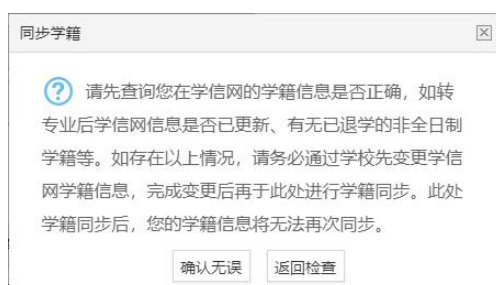 同步学籍
请先查询您在学信网的学籍信息是否正确，如转
专业后学信网信息是否已更新、有无已退学的非全日制
学籍等。如存在以上情况，请务必通过学校先变更学信
网学籍信息，完成变更后再于此处进行学籍同步。此处
学籍同步后，您的学籍信息将无法再次同步。
确认无误 返回检查